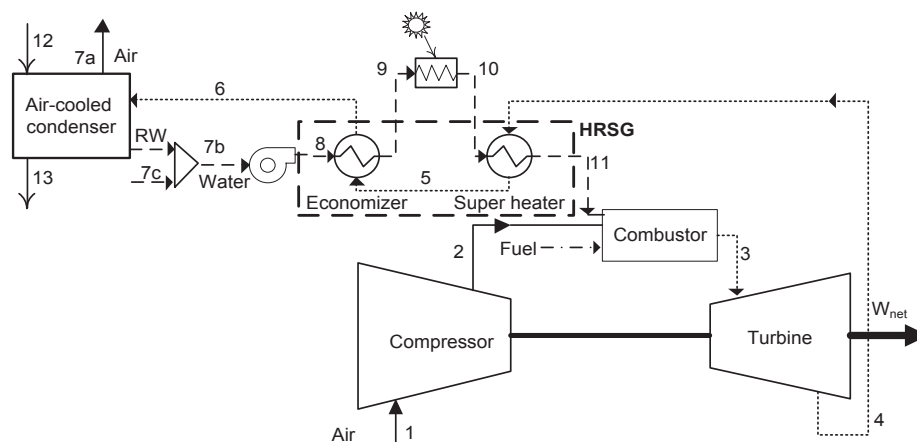 12
7a
Air
9
10
6
Air-cooled
condenser
HRSG
RW
7b
8
7c
Water
5
11
13
Economizer
Super heater
2
Combustor
Fuel
3
W_net
Compressor
Turbine
Air
1
4